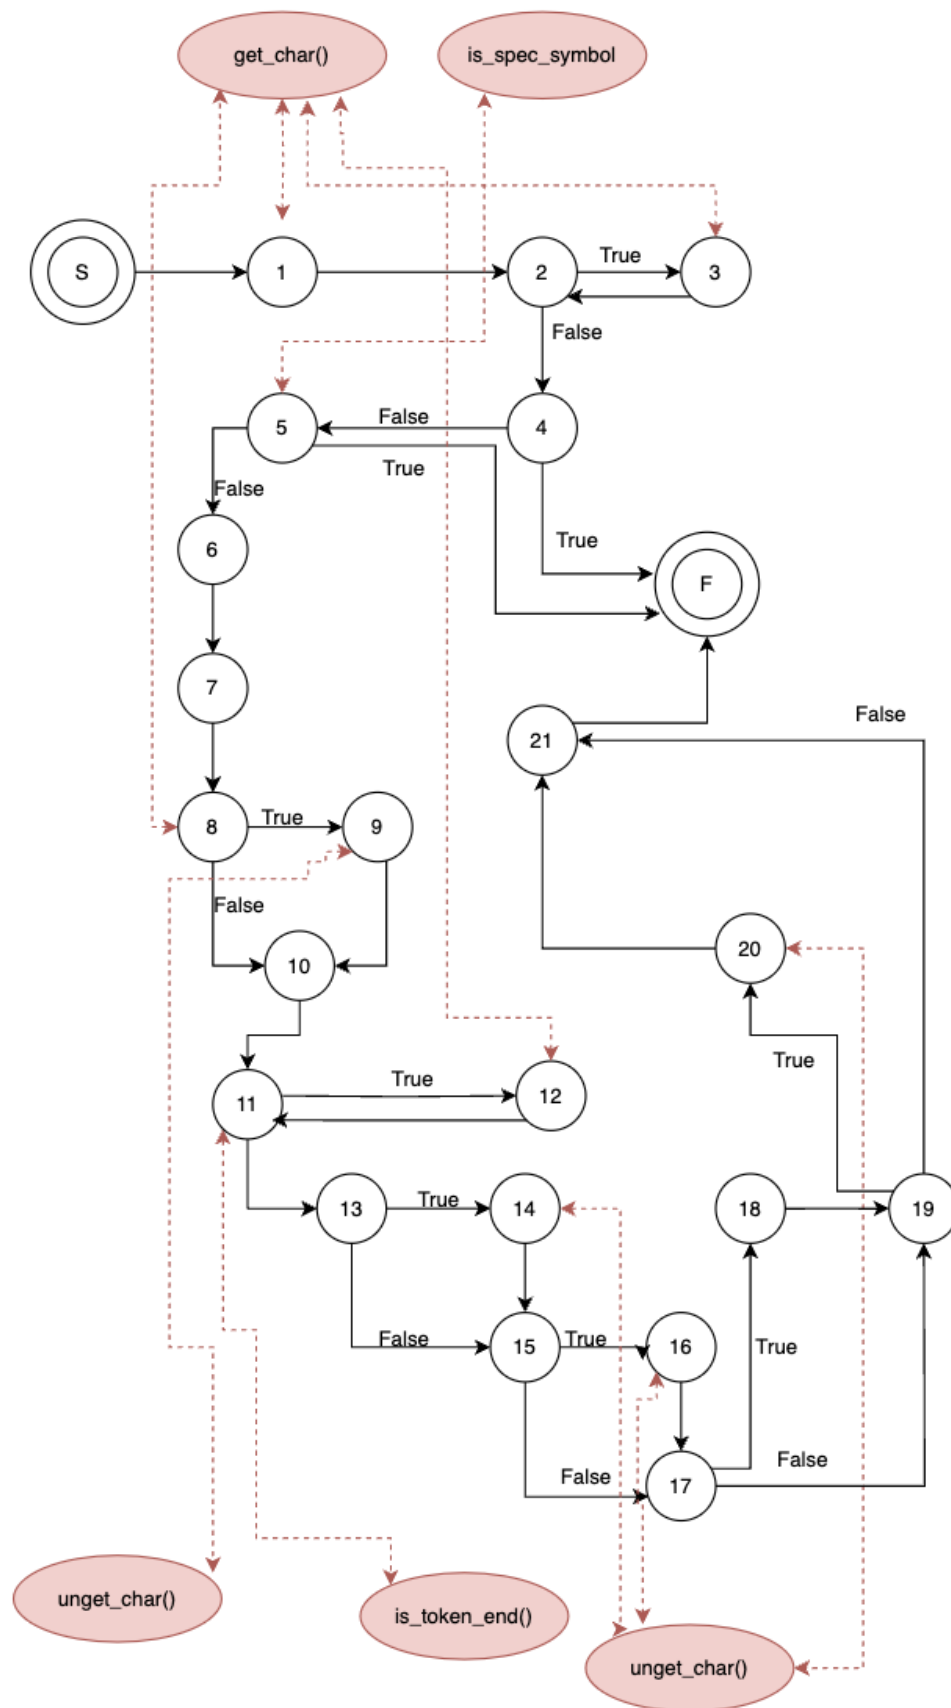 get_char()
is_spec_symbol
S
1
2
True
3
False
5
False
4
True
False
6
True
F
7
False
21
8
True
9
False
10
20
True
11
True
12
13
True
14
18
19
False
15
True
16
True
False
17
False
unget_char()
is_token_end()
unget_char()